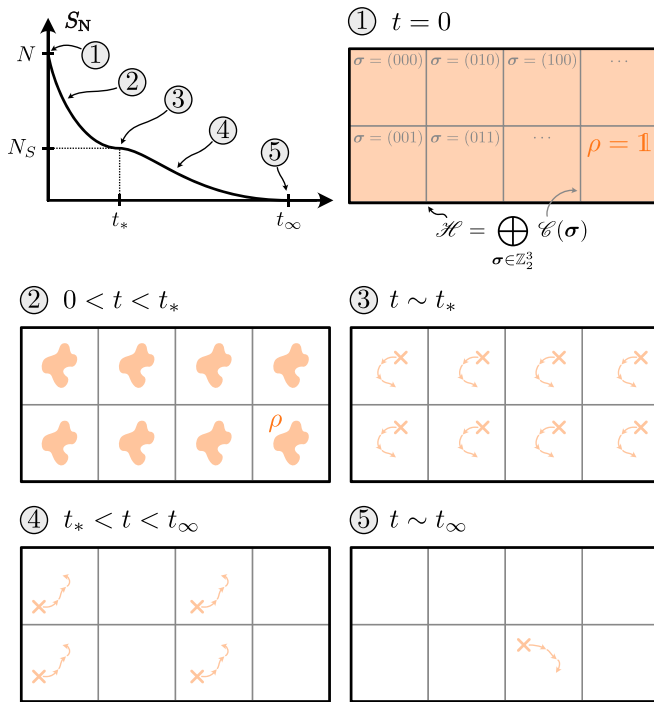 S_N
N
N_S
t_*
t_∞
1
2
3
4
5
1 t = 0
σ = (000) σ = (010) σ = (100) ...
σ = (001) σ = (011) ... ρ = 𝟙
ℋ = ⨁ 𝒞(σ)
σ∈ℤ₂³
2 0 < t < t_*
3 t ∼ t_*
ρ
4 t_* < t < t_∞
5 t ∼ t_∞